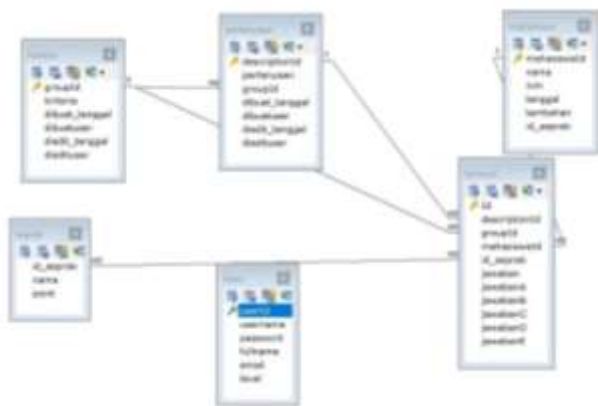 groupId
kriteria
dibuat_tanggal
dibuatuser
diedit_tanggal
diedituser
pertanyaan
descriptionId
pertanyaan
groupId
dibuat_tanggal
dibuatuser
diedit_tanggal
diedituser
mahasiswa
mahasiswaId
nama
nim
tanggal
tambahan
id_asprak
id_asprak
nama
point
userId
username
password
fullname
email
level
Id
descriptionId
groupId
mahasiswaId
id_asprak
jawaban
jawabanA
jawabanB
jawabanC
jawabanD
jawabanE